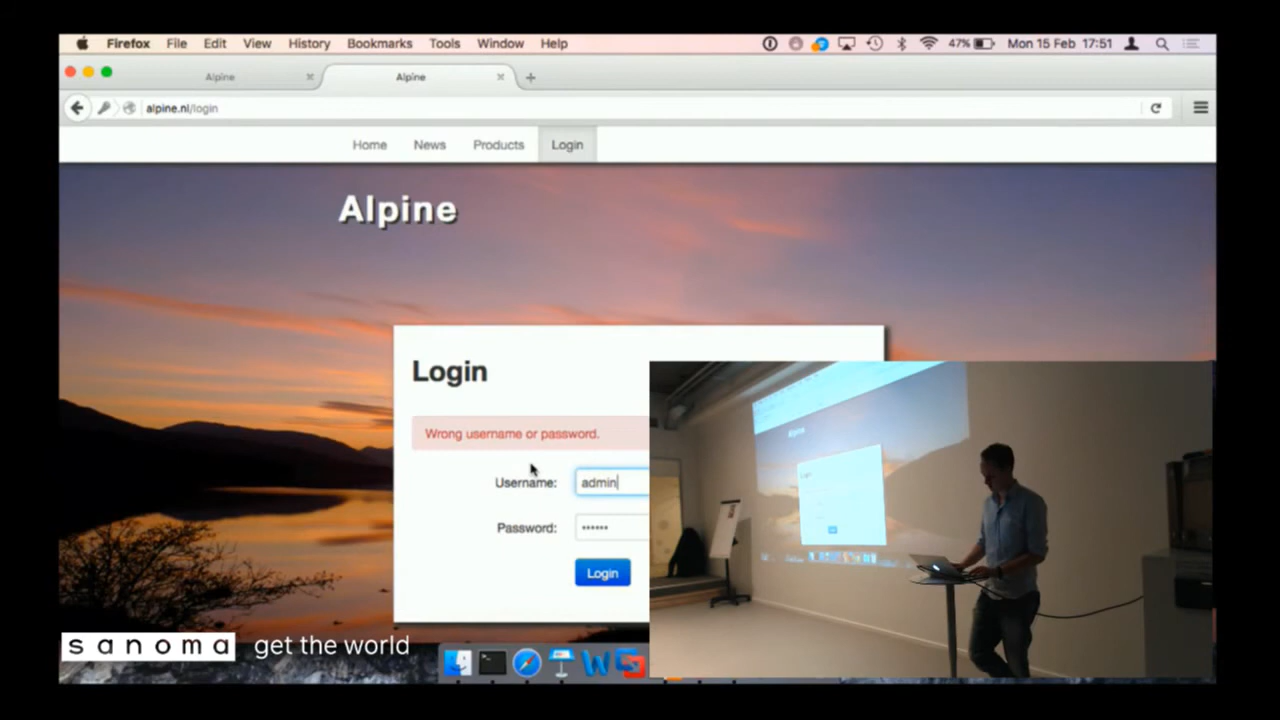 Firefox File Edit View History Bookmarks Tools Window Help 47% Mon 15 Feb 17:51
Alpine Alpine
alpine.nl/login
Home News Products Login
Alpine
Login
Wrong username or password.
Username: admin
Password: ••••••
Login
Alpine
sanoma get the world